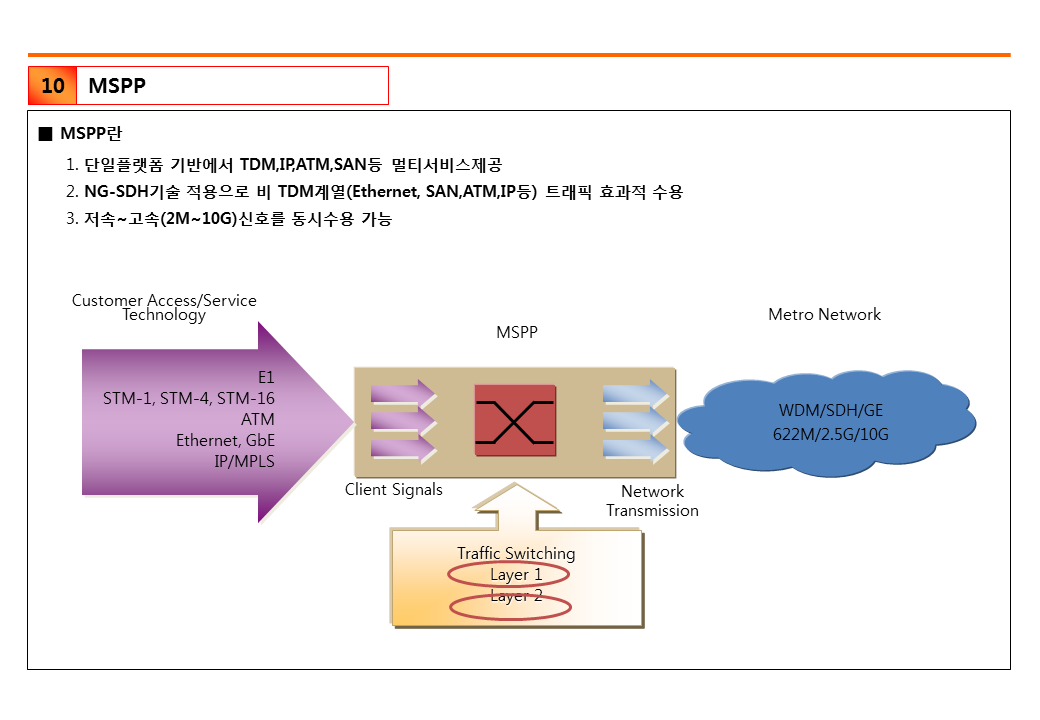 10 MSPP
■ MSPP란
1. 단일플랫폼 기반에서 TDM,IP,ATM,SAN등 멀티서비스제공
2. NG-SDH기술 적용으로 비 TDM계열(Ethernet, SAN,ATM,IP등) 트래픽 효과적 수용
3. 저속~고속(2M~10G)신호를 동시수용 가능
Customer Access/Service
Technology
MSPP
Metro Network
E1
STM-1, STM-4, STM-16
ATM
Ethernet, GbE
IP/MPLS
WDM/SDH/GE
622M/2.5G/10G
Client Signals
Network
Transmission
Traffic Switching
Layer 1
Layer 2